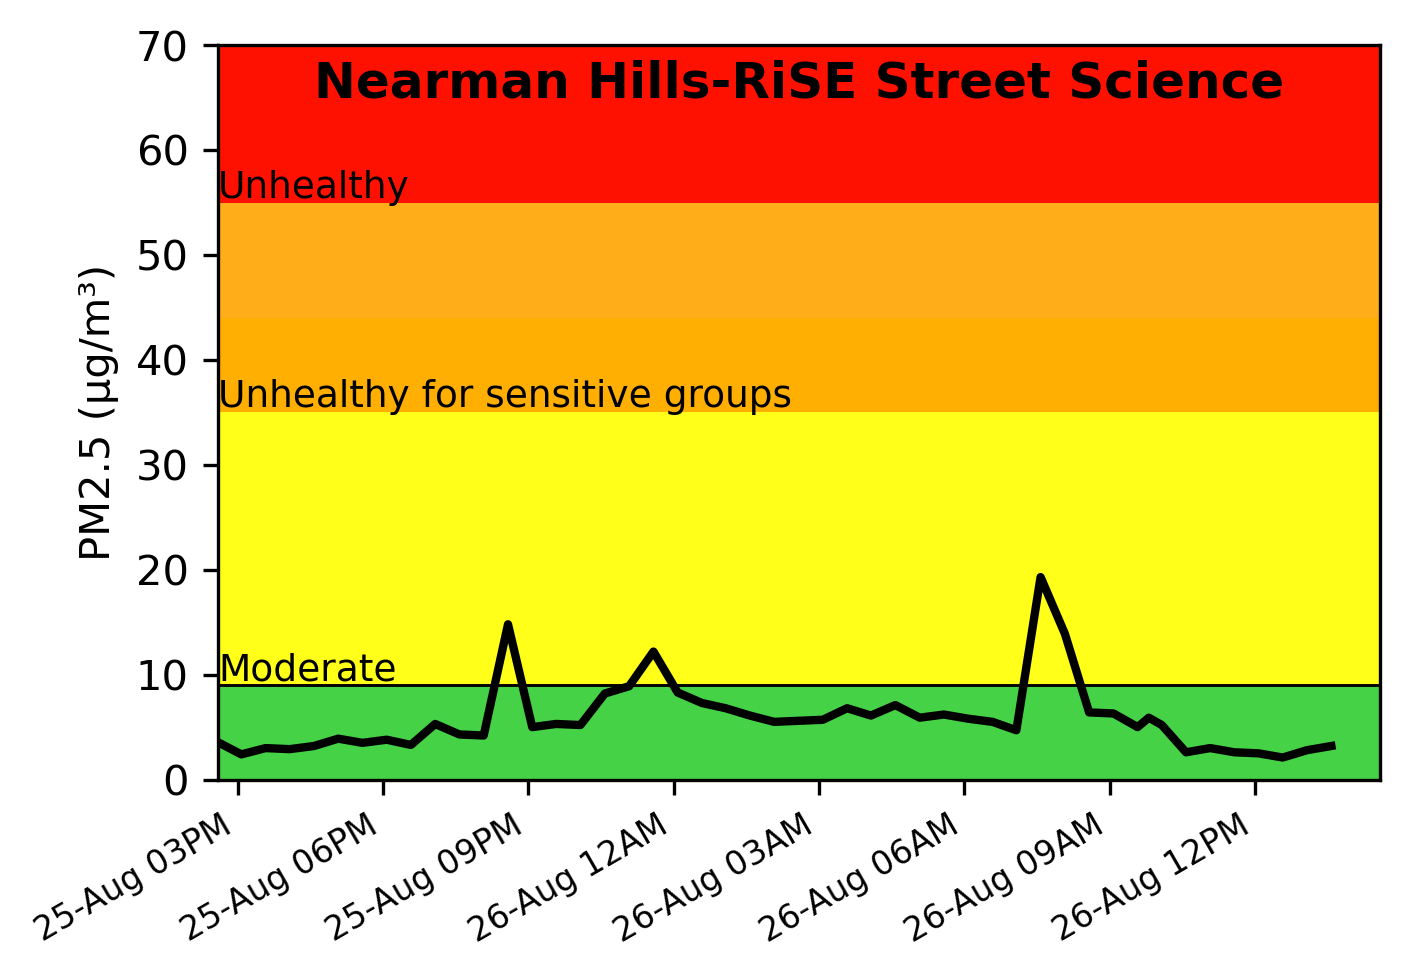 Nearman Hills-RiSE Street Science
PM2.5 (µg/m³)
70
60
50
40
30
20
10
0
Unhealthy
Unhealthy for sensitive groups
Moderate
25-Aug 03PM
25-Aug 06PM
25-Aug 09PM
26-Aug 12AM
26-Aug 03AM
26-Aug 06AM
26-Aug 09AM
26-Aug 12PM